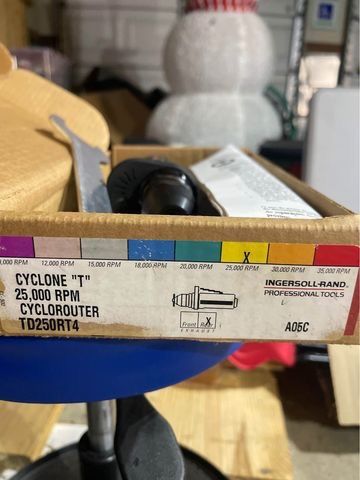 ,000 RPM 12,000 RPM 15,000 RPM 18,000 RPM 20,000 RPM 25,000 RPM 30,000 RPM 35,000 RPM
X
CYCLONE "T"
25,000 RPM
CYCLOROUTER
TD250RT4
INGERSOLL-RAND®
PROFESSIONAL TOOLS
X
Front Rear
EXHAUST
A05C